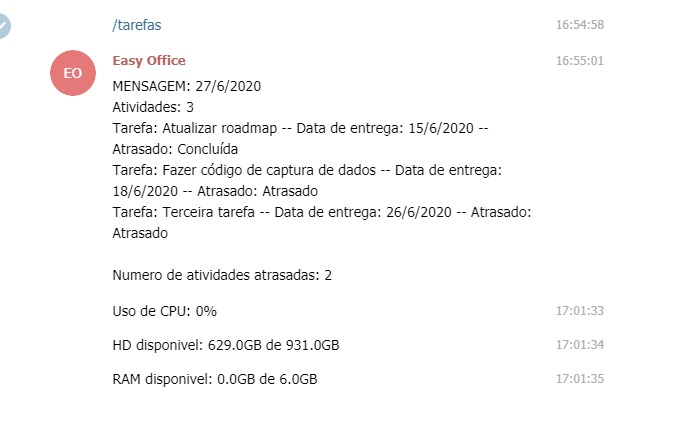 /tarefas 16:54:58
EO Easy Office 16:55:01
MENSAGEM: 27/6/2020
Atividades: 3
Tarefa: Atualizar roadmap -- Data de entrega: 15/6/2020 --
Atrasado: Concluída
Tarefa: Fazer código de captura de dados -- Data de entrega:
18/6/2020 -- Atrasado: Atrasado
Tarefa: Terceira tarefa -- Data de entrega: 26/6/2020 -- Atrasado:
Atrasado
Numero de atividades atrasadas: 2
Uso de CPU: 0% 17:01:33
HD disponivel: 629.0GB de 931.0GB 17:01:34
RAM disponivel: 0.0GB de 6.0GB 17:01:35